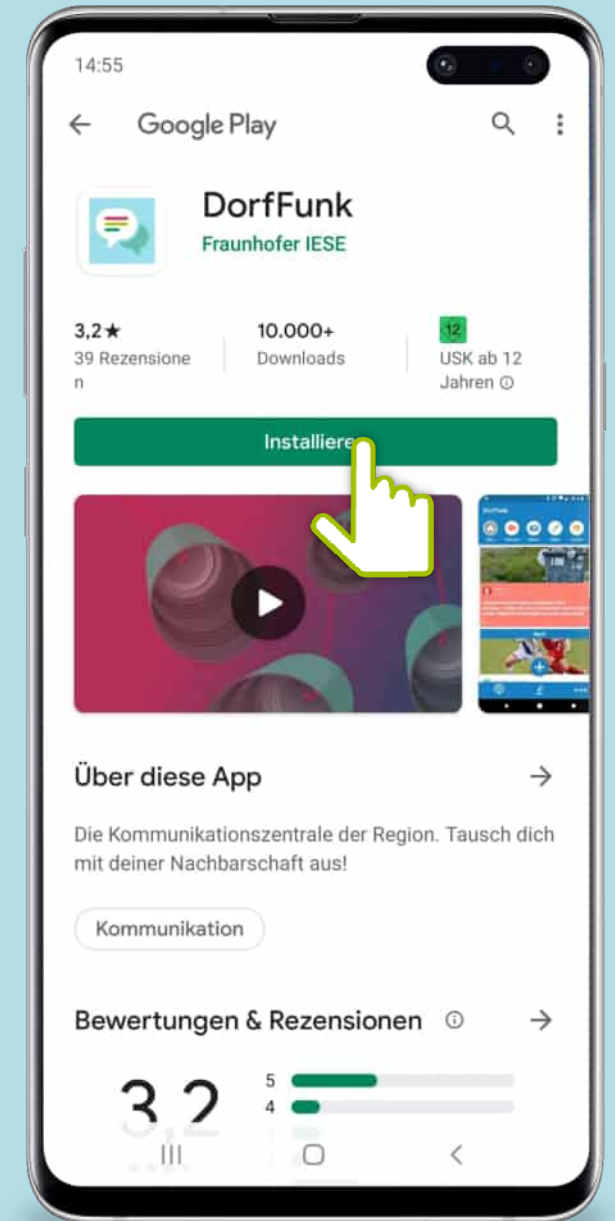 14:55
Google Play
DorfFunk
Fraunhofer IESE
3,2★
39 Rezensione
n
10.000+
Downloads
12
USK ab 12
Jahren
Installiere
Über diese App
Die Kommunikationszentrale der Region. Tausch dich
mit deiner Nachbarschaft aus!
Kommunikation
Bewertungen & Rezensionen
3,2
5
4